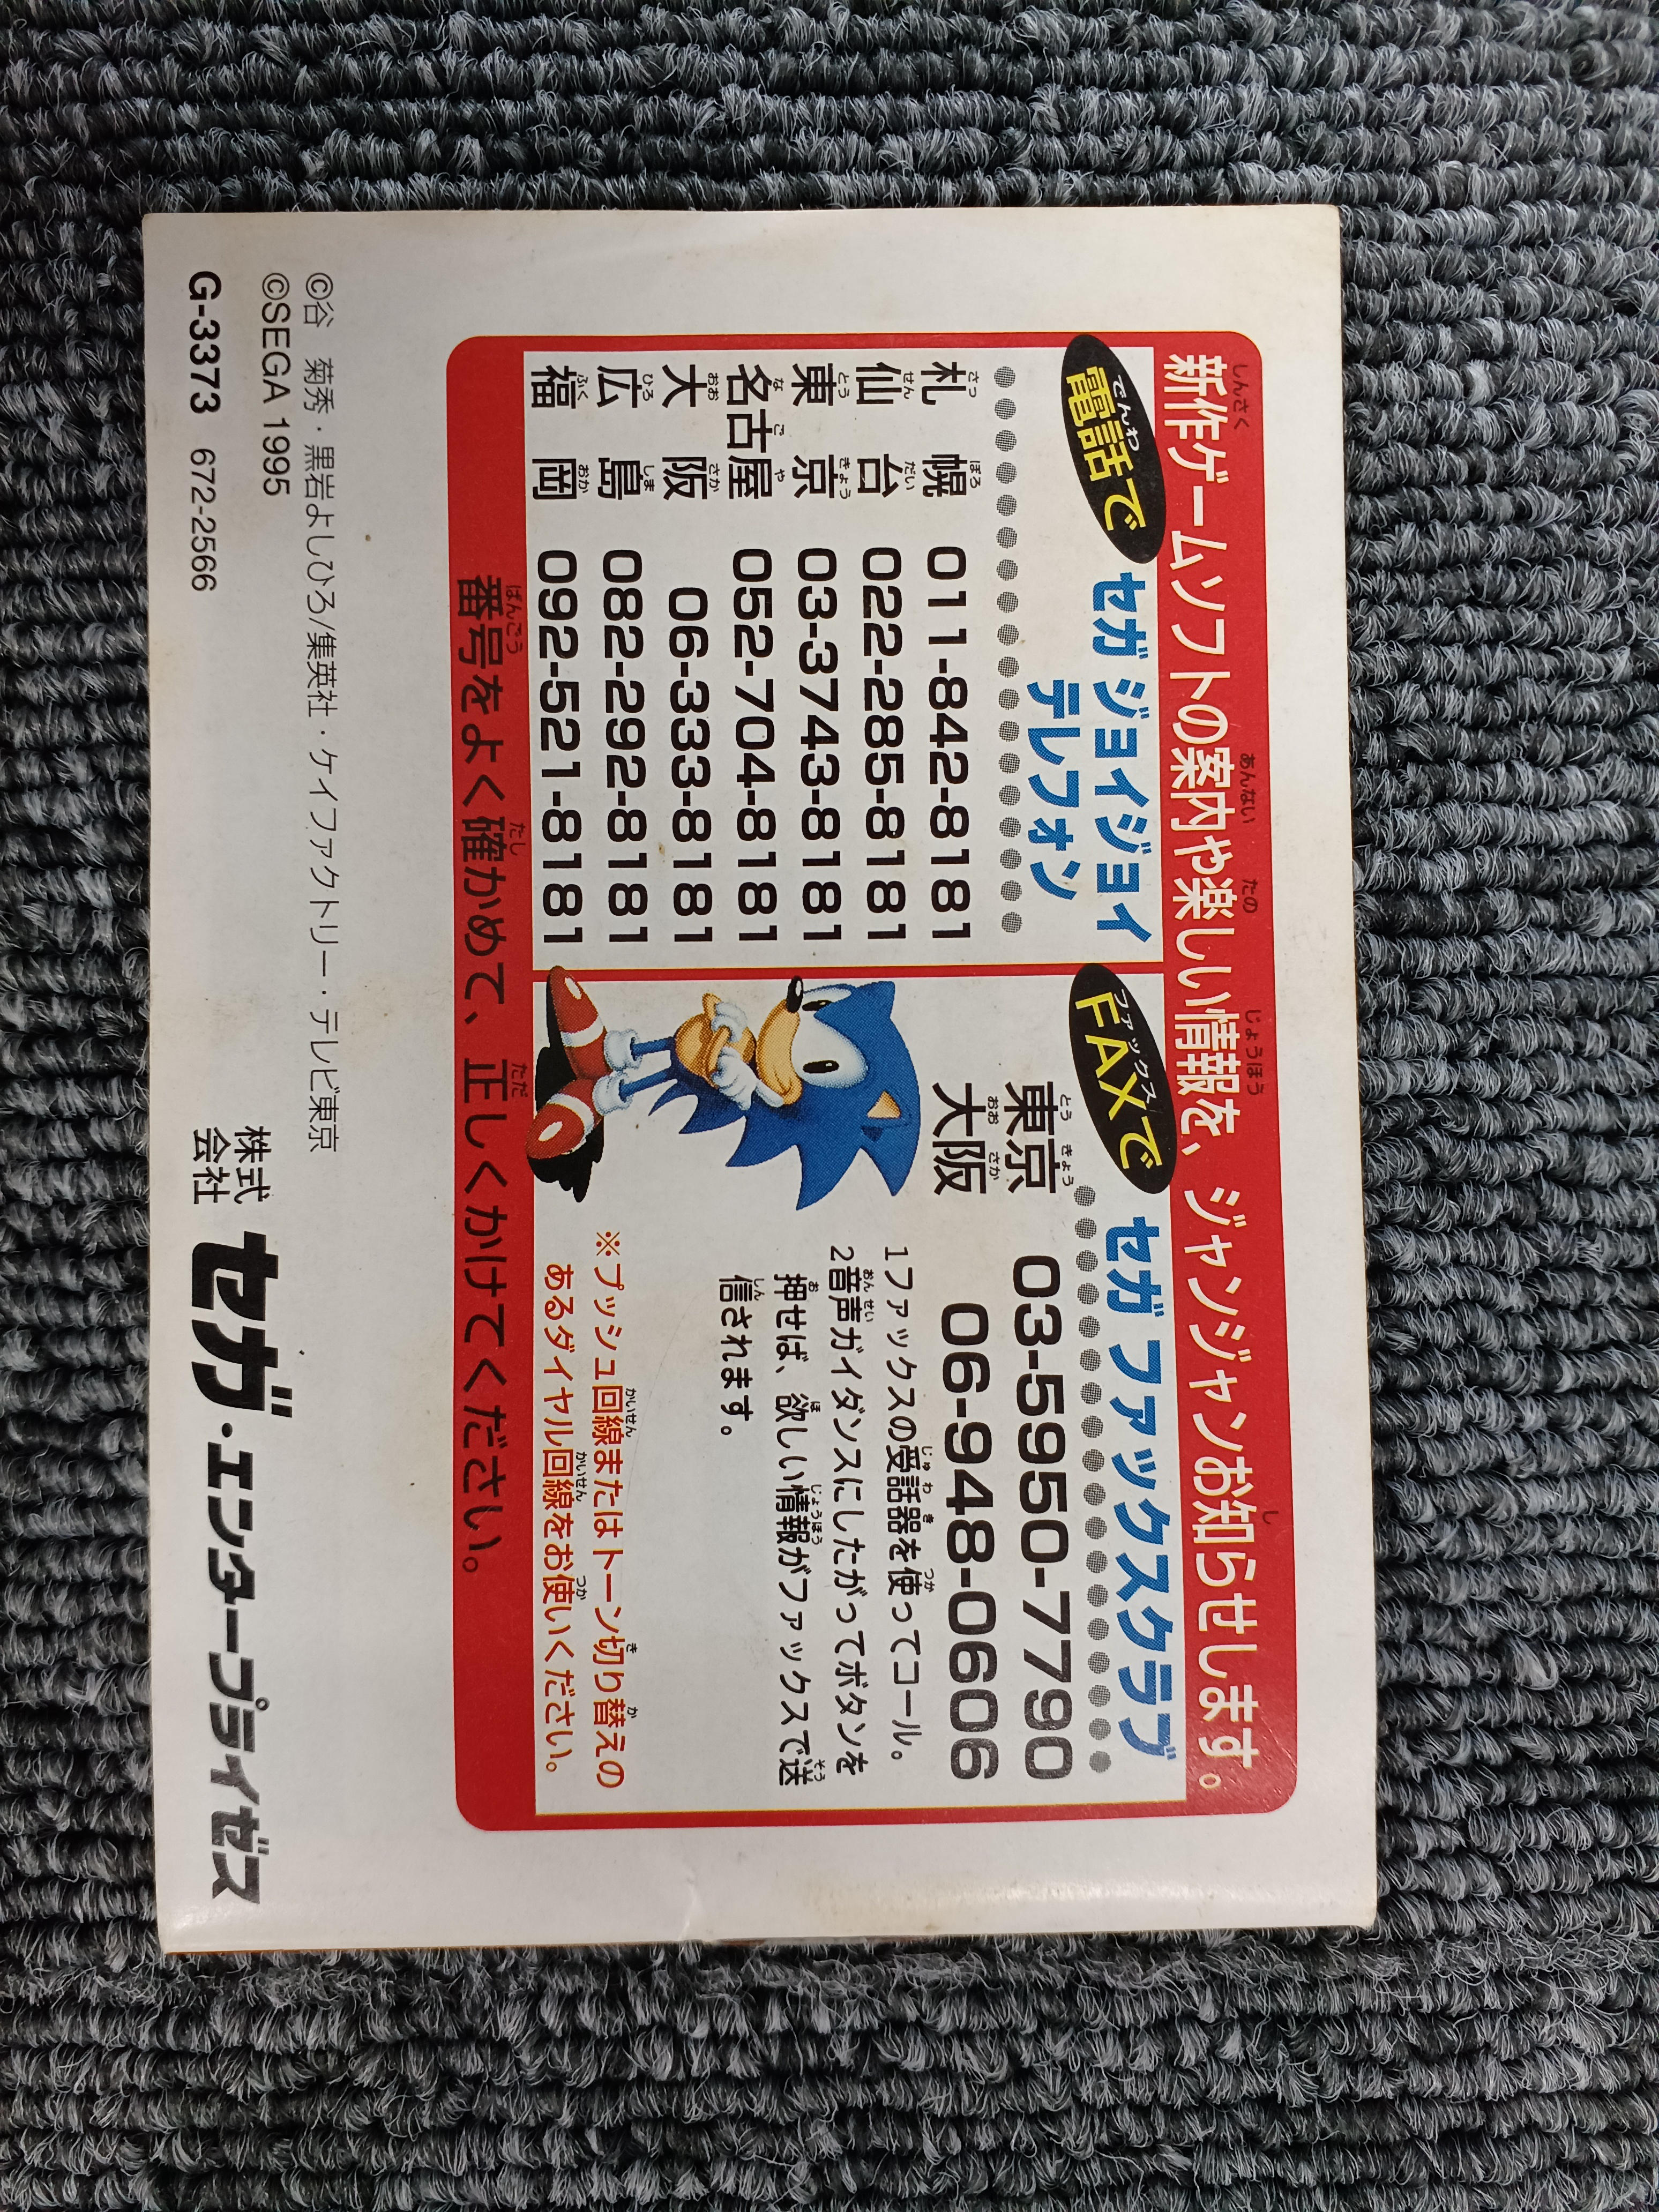 新作ゲームソフトの案内や楽しい情報を、ジャンジャンお知らせします。
電話で
セガ ジョイジョイ
テレフォン
札幌 011-842-8181
仙台 022-285-8181
東京 03-3743-8181
名古屋 052-704-8181
大阪 06-333-8181
広島 082-292-8181
福岡 092-521-8181
FAXで
セガ ファックスクラブ
東京 03-5950-7790
大阪 06-948-0606
1ファックスの受話器を使ってコール。
2音声ガイダンスにしたがってボタンを
押せば、欲しい情報がファックスで送
信されます。
※プッシュ回線またはトーン切り替えの
あるダイヤル回線をお使いください。
番号をよく確かめて、正しくかけてください。
©谷 菊秀・黒岩よしひろ/集英社・ケイファクトリー・テレビ東京
©SEGA 1995
G-3373 672-2566
株式会社 セガ・エンタープライゼス